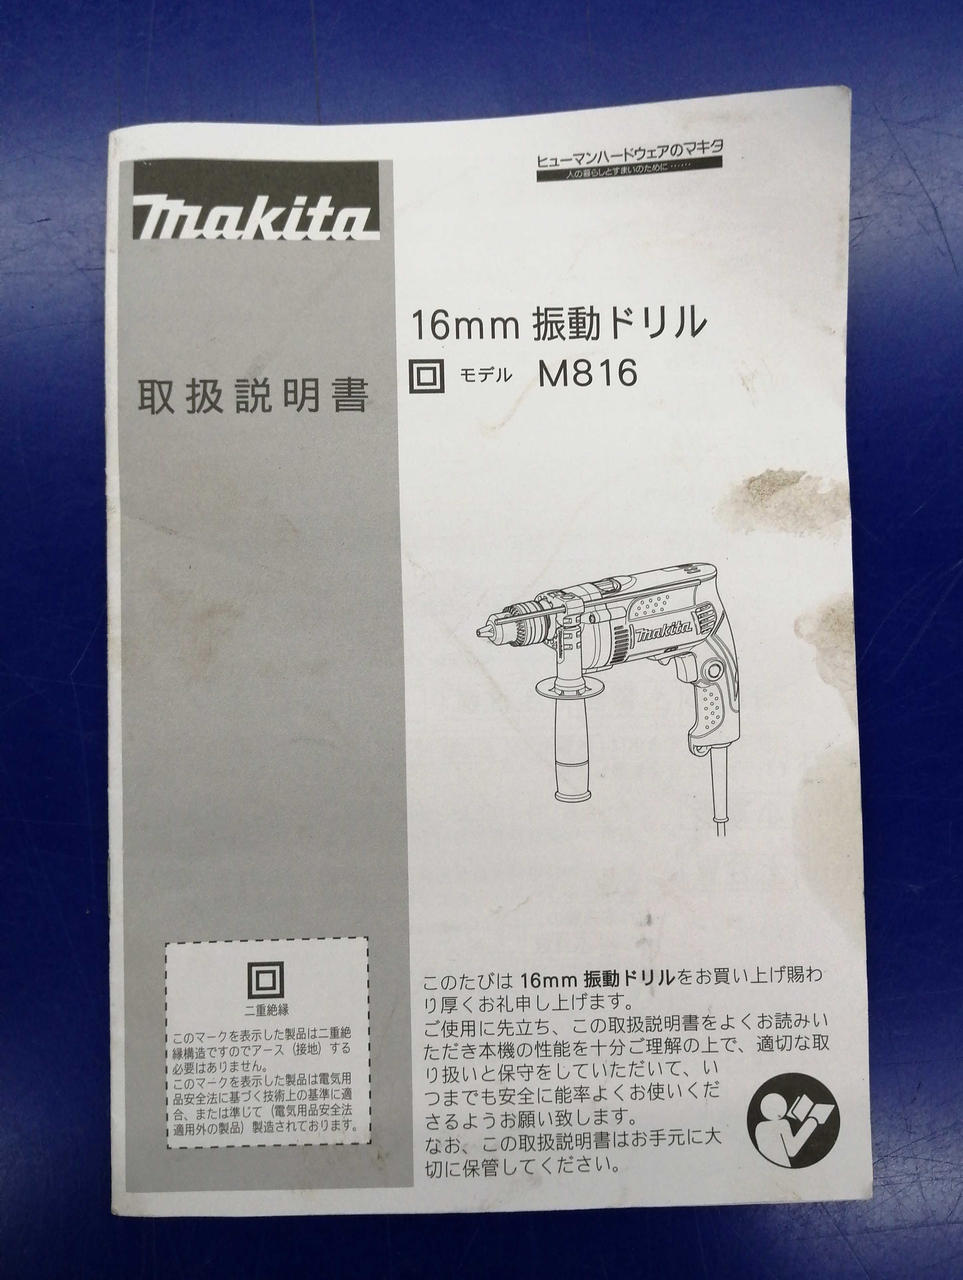 makita
ヒューマンハードウェアのマキタ
人の暮らしとすまいのために……
16mm 振動ドリル
モデル M816
取扱説明書
makita
二重絶縁
このマークを表示した製品は二重絶
縁構造ですのでアース（接地）する
必要はありません。
このマークを表示した製品は電気用
品安全法に基づく技術上の基準に適
合、または準じて（電気用品安全法
適用外の製品）製造されております。
このたびは 16mm 振動ドリルをお買い上げ賜わ
り厚くお礼申し上げます。
ご使用に先立ち、この取扱説明書をよくお読みい
ただき本機の性能を十分ご理解の上で、適切な取
り扱いと保守をしていただいて、い
つまでも安全に能率よくお使いくだ
さるようお願い致します。
なお、この取扱説明書はお手元に大
切に保管してください。